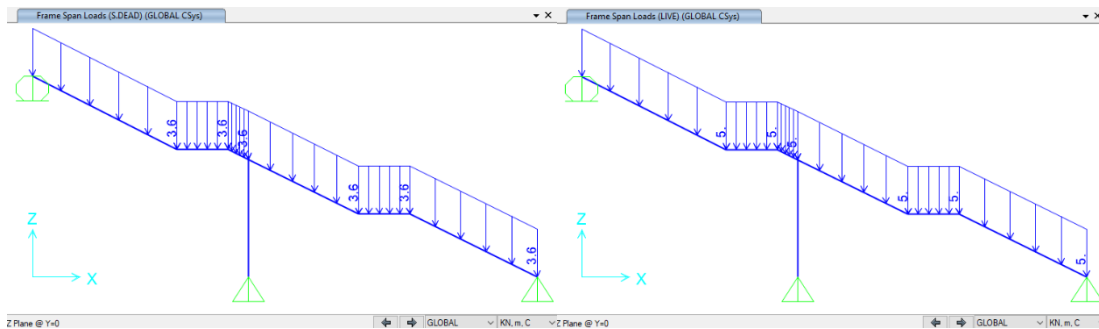 Frame Span Loads (S.DEAD) (GLOBAL CSys)
3.6
3.6
3.6
3.6
3.6
3.6
Z
X
Z Plane @ Y=0
GLOBAL
KN, m, C
Frame Span Loads (LIVE) (GLOBAL CSys)
5.
5.
5.
5.
5.
5.
Z
X
Z Plane @ Y=0
GLOBAL
KN, m, C